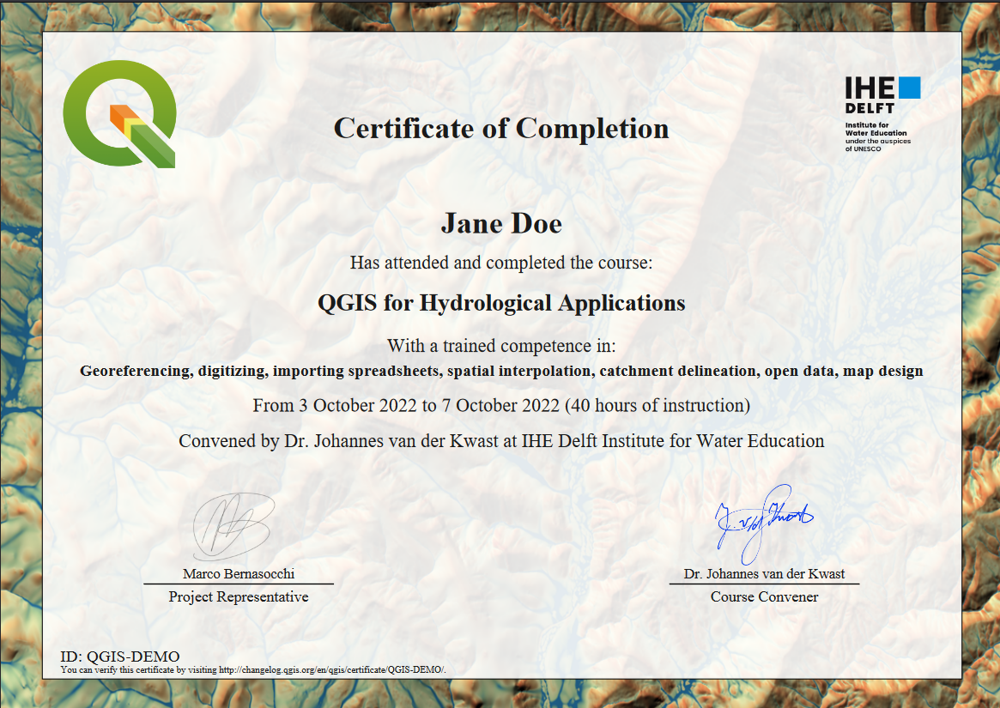 IHE
DELFT
Institute for
Water Education
under the auspices
of UNESCO
Certificate of Completion
Jane Doe
Has attended and completed the course:
QGIS for Hydrological Applications
With a trained competence in:
Georeferencing, digitizing, importing spreadsheets, spatial interpolation, catchment delineation, open data, map design
From 3 October 2022 to 7 October 2022 (40 hours of instruction)
Convened by Dr. Johannes van der Kwast at IHE Delft Institute for Water Education
Marco Bernasocchi
Project Representative
J. v/d Kwast
Dr. Johannes van der Kwast
Course Convener
ID: QGIS-DEMO
You can verify this certificate by visiting http://changelog.qgis.org/en/qgis/certificate/QGIS-DEMO/.